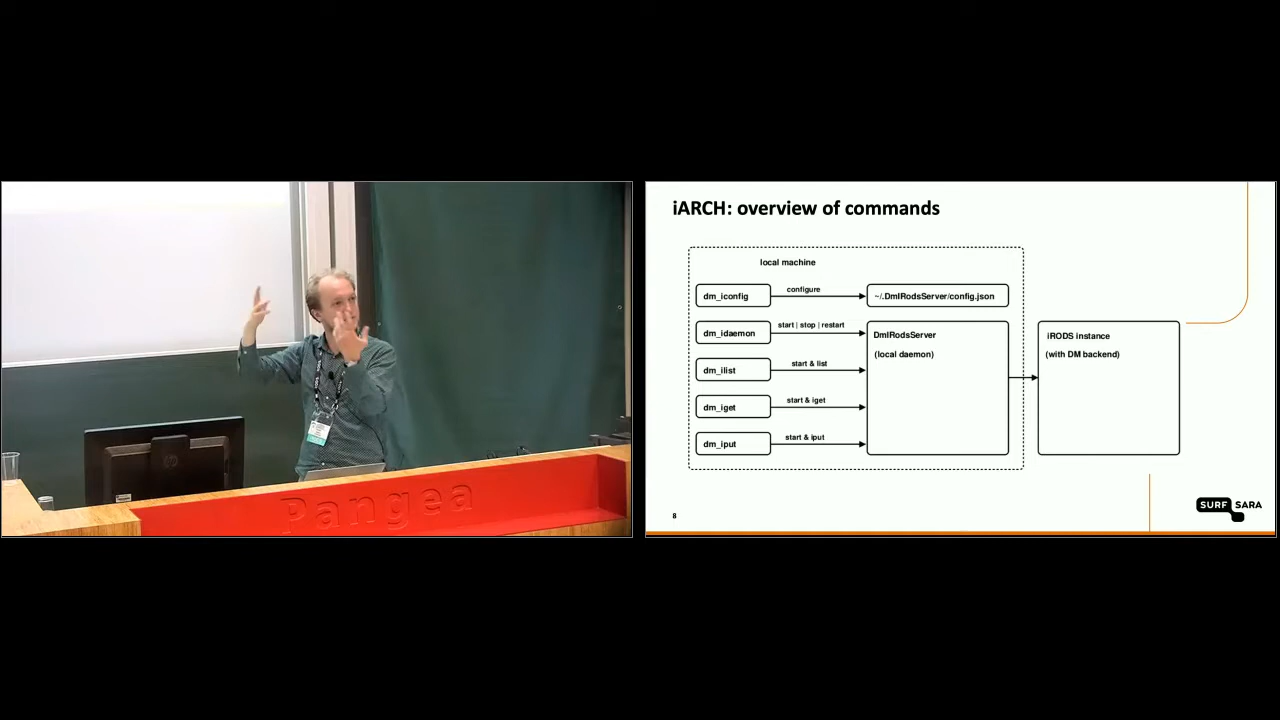 Pangea
iARCH: overview of commands
local machine
dm_iconfig
configure
~/.DmIRodsServer/config.json
dm_idaemon
start | stop | restart
DmIRodsServer
(local daemon)
iRODS instance
(with DM backend)
dm_ilist
start & list
dm_iget
start & iget
dm_iput
start & iput
8
SURF SARA